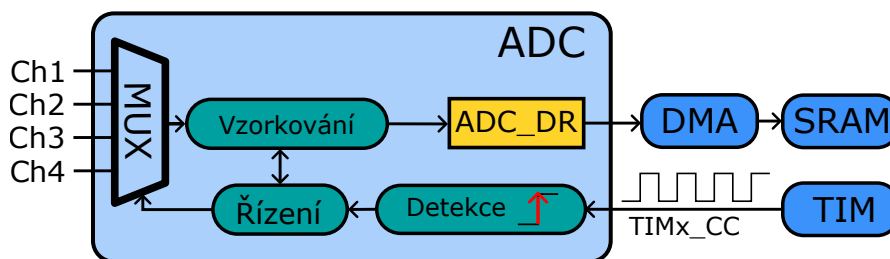 ADC
Ch1
Ch2
Ch3
Ch4
MUX
Vzorkování
ADC_DR
DMA
SRAM
Řízení
Detekce
TIMx_CC
TIM